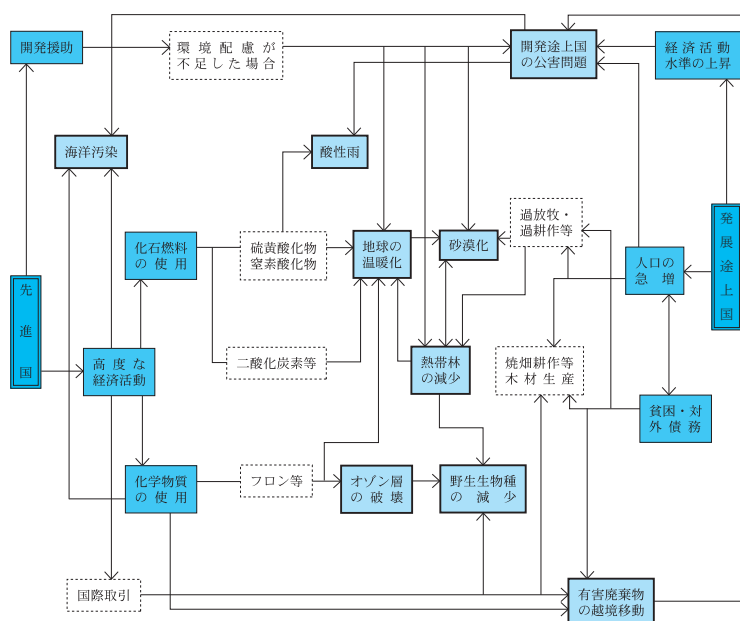 開発援助
環境配慮が
不足した場合
開発途上国
の公害問題
経済活動
水準の上昇
海洋汚染
酸性雨
化石燃料
の使用
硫黄酸化物
窒素酸化物
地球の
温暖化
砂漠化
過放牧・
過耕作等
人口の
急増
発展途上国
先進国
高度な
経済活動
二酸化炭素等
熱帯林
の減少
焼畑耕作等
木材生産
貧困・対
外債務
化学物質
の使用
フロン等
オゾン層
の破壊
野生生物種
の減少
国際取引
有害廃棄物
の越境移動